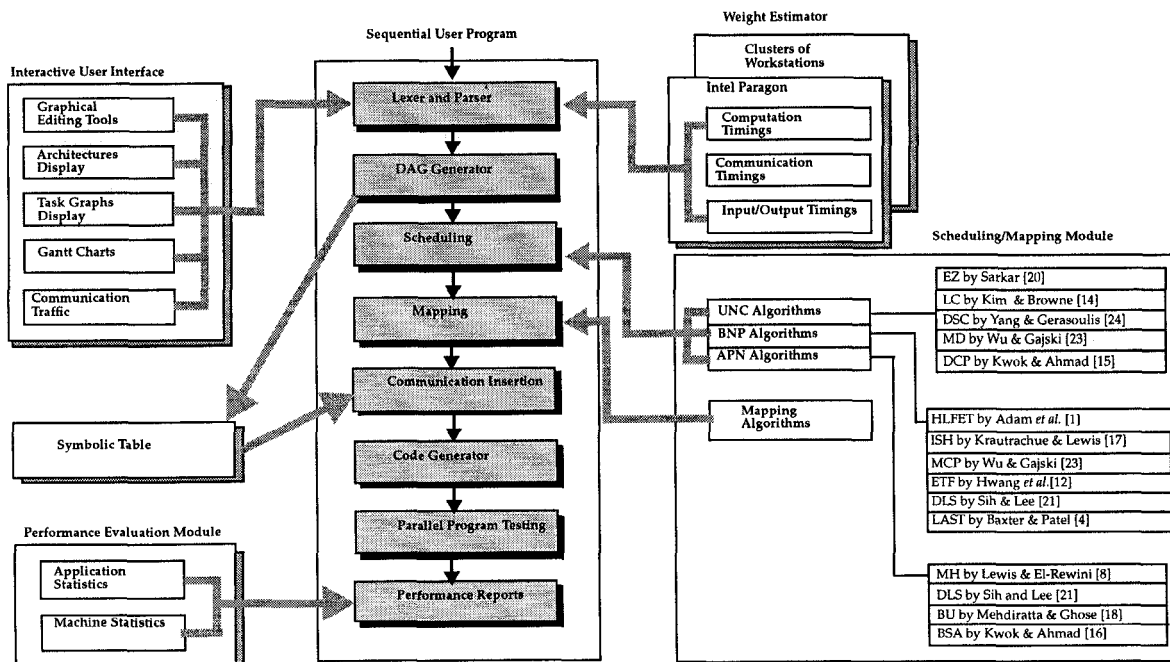 Sequential User Program
Lexer and Parser
DAG Generator
Scheduling
Mapping
Communication Insertion
Code Generator
Parallel Program Testing
Performance Reports
Interactive User Interface
Graphical
Editing Tools
Architectures
Display
Task Graphs
Display
Gantt Charts
Communication
Traffic
Symbolic Table
Performance Evaluation Module
Application
Statistics
Machine Statistics
Weight Estimator
Clusters of
Workstations
Intel Paragon
Computation
Timings
Communication
Timings
Input/Output Timings
Scheduling/Mapping Module
UNC Algorithms
BNP Algorithms
APN Algorithms
Mapping
Algorithms
EZ by Sarkar [20]
LC by Kim & Browne [14]
DSC by Yang & Gerasoulis [24]
MD by Wu & Gajski [23]
DCP by Kwok & Ahmad [15]
HLFET by Adam et al. [1]
ISH by Krautrachue & Lewis [17]
MCP by Wu & Gajski [23]
ETF by Hwang et al.[12]
DLS by Sih & Lee [21]
LAST by Baxter & Patel [4]
MH by Lewis & El-Rewini [8]
DLS by Sih and Lee [21]
BU by Mehdiratta & Ghose [18]
BSA by Kwok & Ahmad [16]